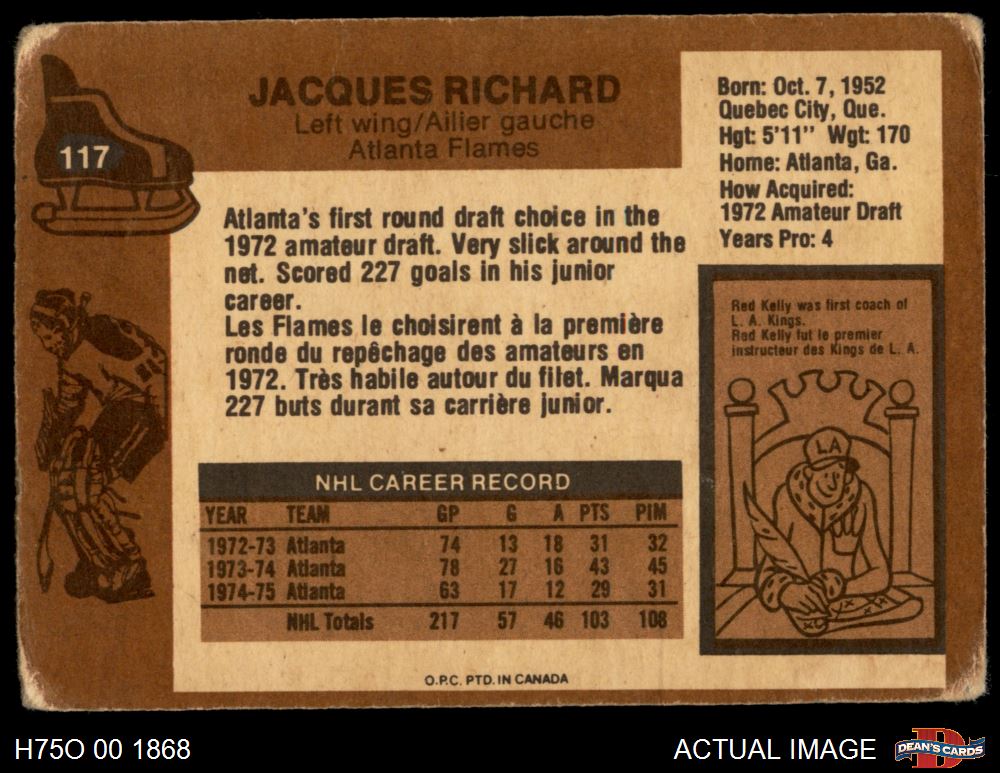 JACQUES RICHARD
Left wing/Ailier gauche
Atlanta Flames
117
Born: Oct. 7, 1952
Quebec City, Que.
Hgt: 5'11" Wgt: 170
Home: Atlanta, Ga.
How Acquired:
1972 Amateur Draft
Years Pro: 4
Atlanta's first round draft choice in the
1972 amateur draft. Very slick around the
net. Scored 227 goals in his junior
career.
Les Flames le choisirent à la première
ronde du repêchage des amateurs en
1972. Très habile autour du filet. Marqua
227 buts durant sa carrière junior.
Red Kelly was first coach of
L. A. Kings.
Red Kelly fut le premier
instructeur des Kings de L. A.
LA
NHL CAREER RECORD
YEAR TEAM GP G A PTS PIM
1972-73 Atlanta 74 13 18 31 32
1973-74 Atlanta 78 27 16 43 45
1974-75 Atlanta 63 17 12 29 31
NHL Totals 217 57 46 103 108
O.P.C. PTD. IN CANADA
H75O 00 1868
ACTUAL IMAGE
DEAN'S CARDS